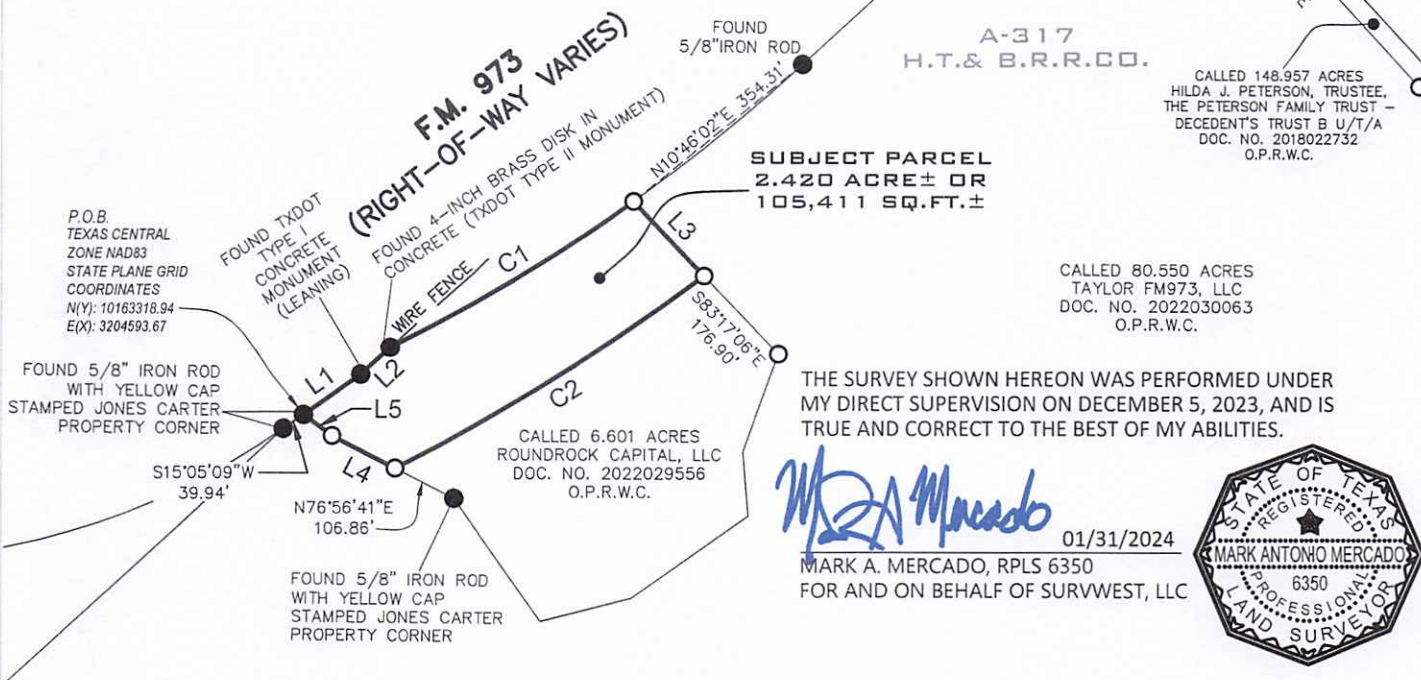 FOUND
5/8"IRON ROD
A-317
H.T.& B.R.R.CO.
CALLED 148.957 ACRES
HILDA J. PETERSON, TRUSTEE,
THE PETERSON FAMILY TRUST –
DECEDENT'S TRUST B U/T/A
DOC. NO. 2018022732
O.P.R.W.C.
F.M. 973
(RIGHT-OF-WAY VARIES)
N10°46'02"E 354.31'
SUBJECT PARCEL
2.420 ACRE± OR
105,411 SQ.FT.±
P.O.B.
TEXAS CENTRAL
ZONE NAD83
STATE PLANE GRID
COORDINATES
N(Y): 10163318.94
E(X): 3204593.67
FOUND TXDOT
TYPE I
CONCRETE
MONUMENT
(LEANING)
FOUND 4-INCH BRASS DISK IN
CONCRETE (TXDOT TYPE II MONUMENT)
WIRE FENCE
C1
L3
S83°17'06"E
176.90'
CALLED 80.550 ACRES
TAYLOR FM973, LLC
DOC. NO. 2022030063
O.P.R.W.C.
FOUND 5/8" IRON ROD
WITH YELLOW CAP
STAMPED JONES CARTER
PROPERTY CORNER
L1
L2
L5
L4
C2
S15°05'09"W
39.94'
N76°56'41"E
106.86'
CALLED 6.601 ACRES
ROUNDROCK CAPITAL, LLC
DOC. NO. 2022029556
O.P.R.W.C.
FOUND 5/8" IRON ROD
WITH YELLOW CAP
STAMPED JONES CARTER
PROPERTY CORNER
THE SURVEY SHOWN HEREON WAS PERFORMED UNDER
MY DIRECT SUPERVISION ON DECEMBER 5, 2023, AND IS
TRUE AND CORRECT TO THE BEST OF MY ABILITIES.
01/31/2024
MARK A. MERCADO, RPLS 6350
FOR AND ON BEHALF OF SURVWEST, LLC
STATE OF TEXAS
REGISTERED
MARK ANTONIO MERCADO
6350
PROFESSIONAL
LAND SURVEYOR